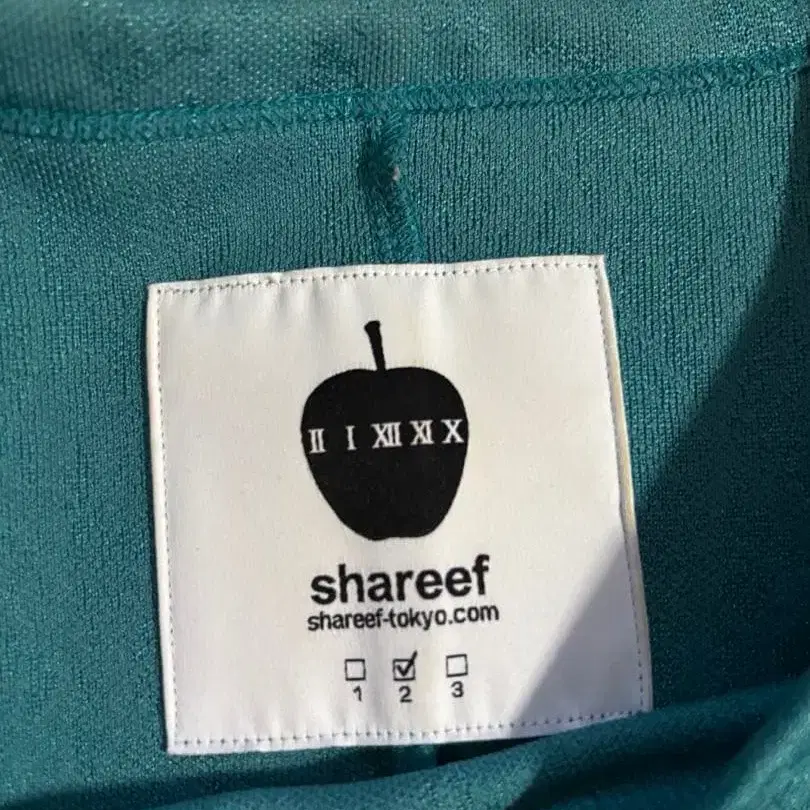 Ⅱ Ⅰ Ⅻ Ⅺ Ⅹ
shareef
shareef-tokyo.com
☐ ☑ ☐
1 2 3